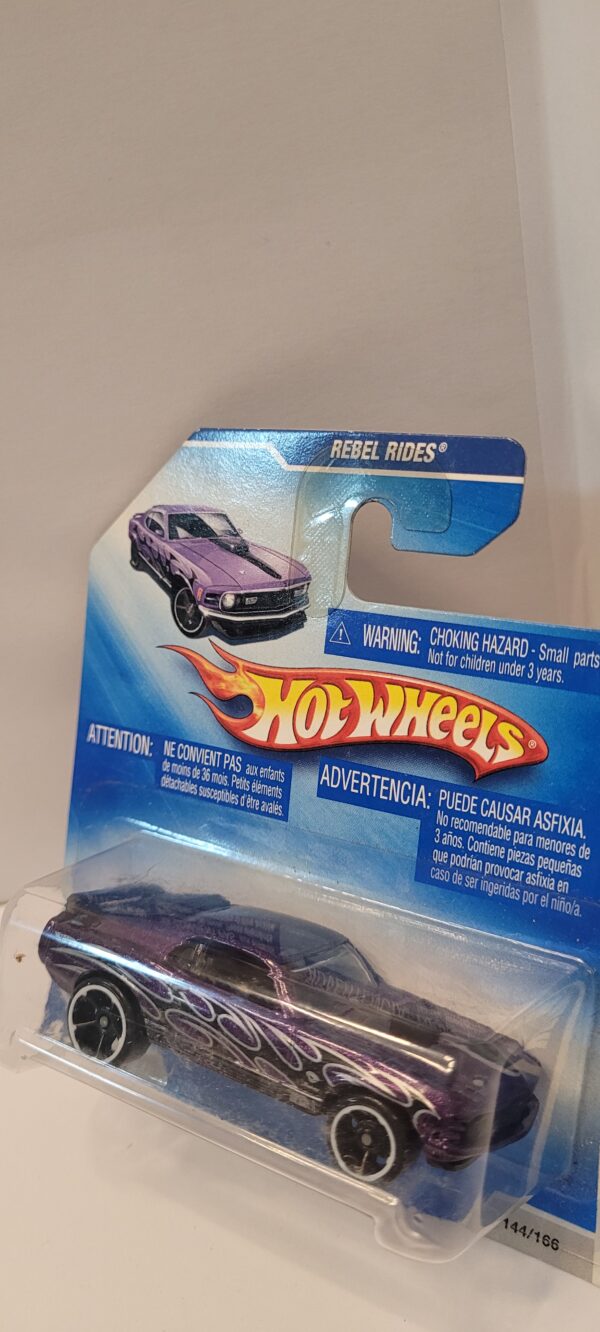 REBEL RIDES®
WARNING: CHOKING HAZARD - Small parts
Not for children under 3 years.
HOT WHEELS®
ATTENTION: NE CONVIENT PAS aux enfants
de moins de 36 mois. Petits éléments
détachables susceptibles d'être avalés.
ADVERTENCIA: PUEDE CAUSAR ASFIXIA.
No recomendable para menores de
3 años. Contiene piezas pequeñas
que podrían provocar asfixia en
caso de ser ingeridas por el niño/a.
144/166